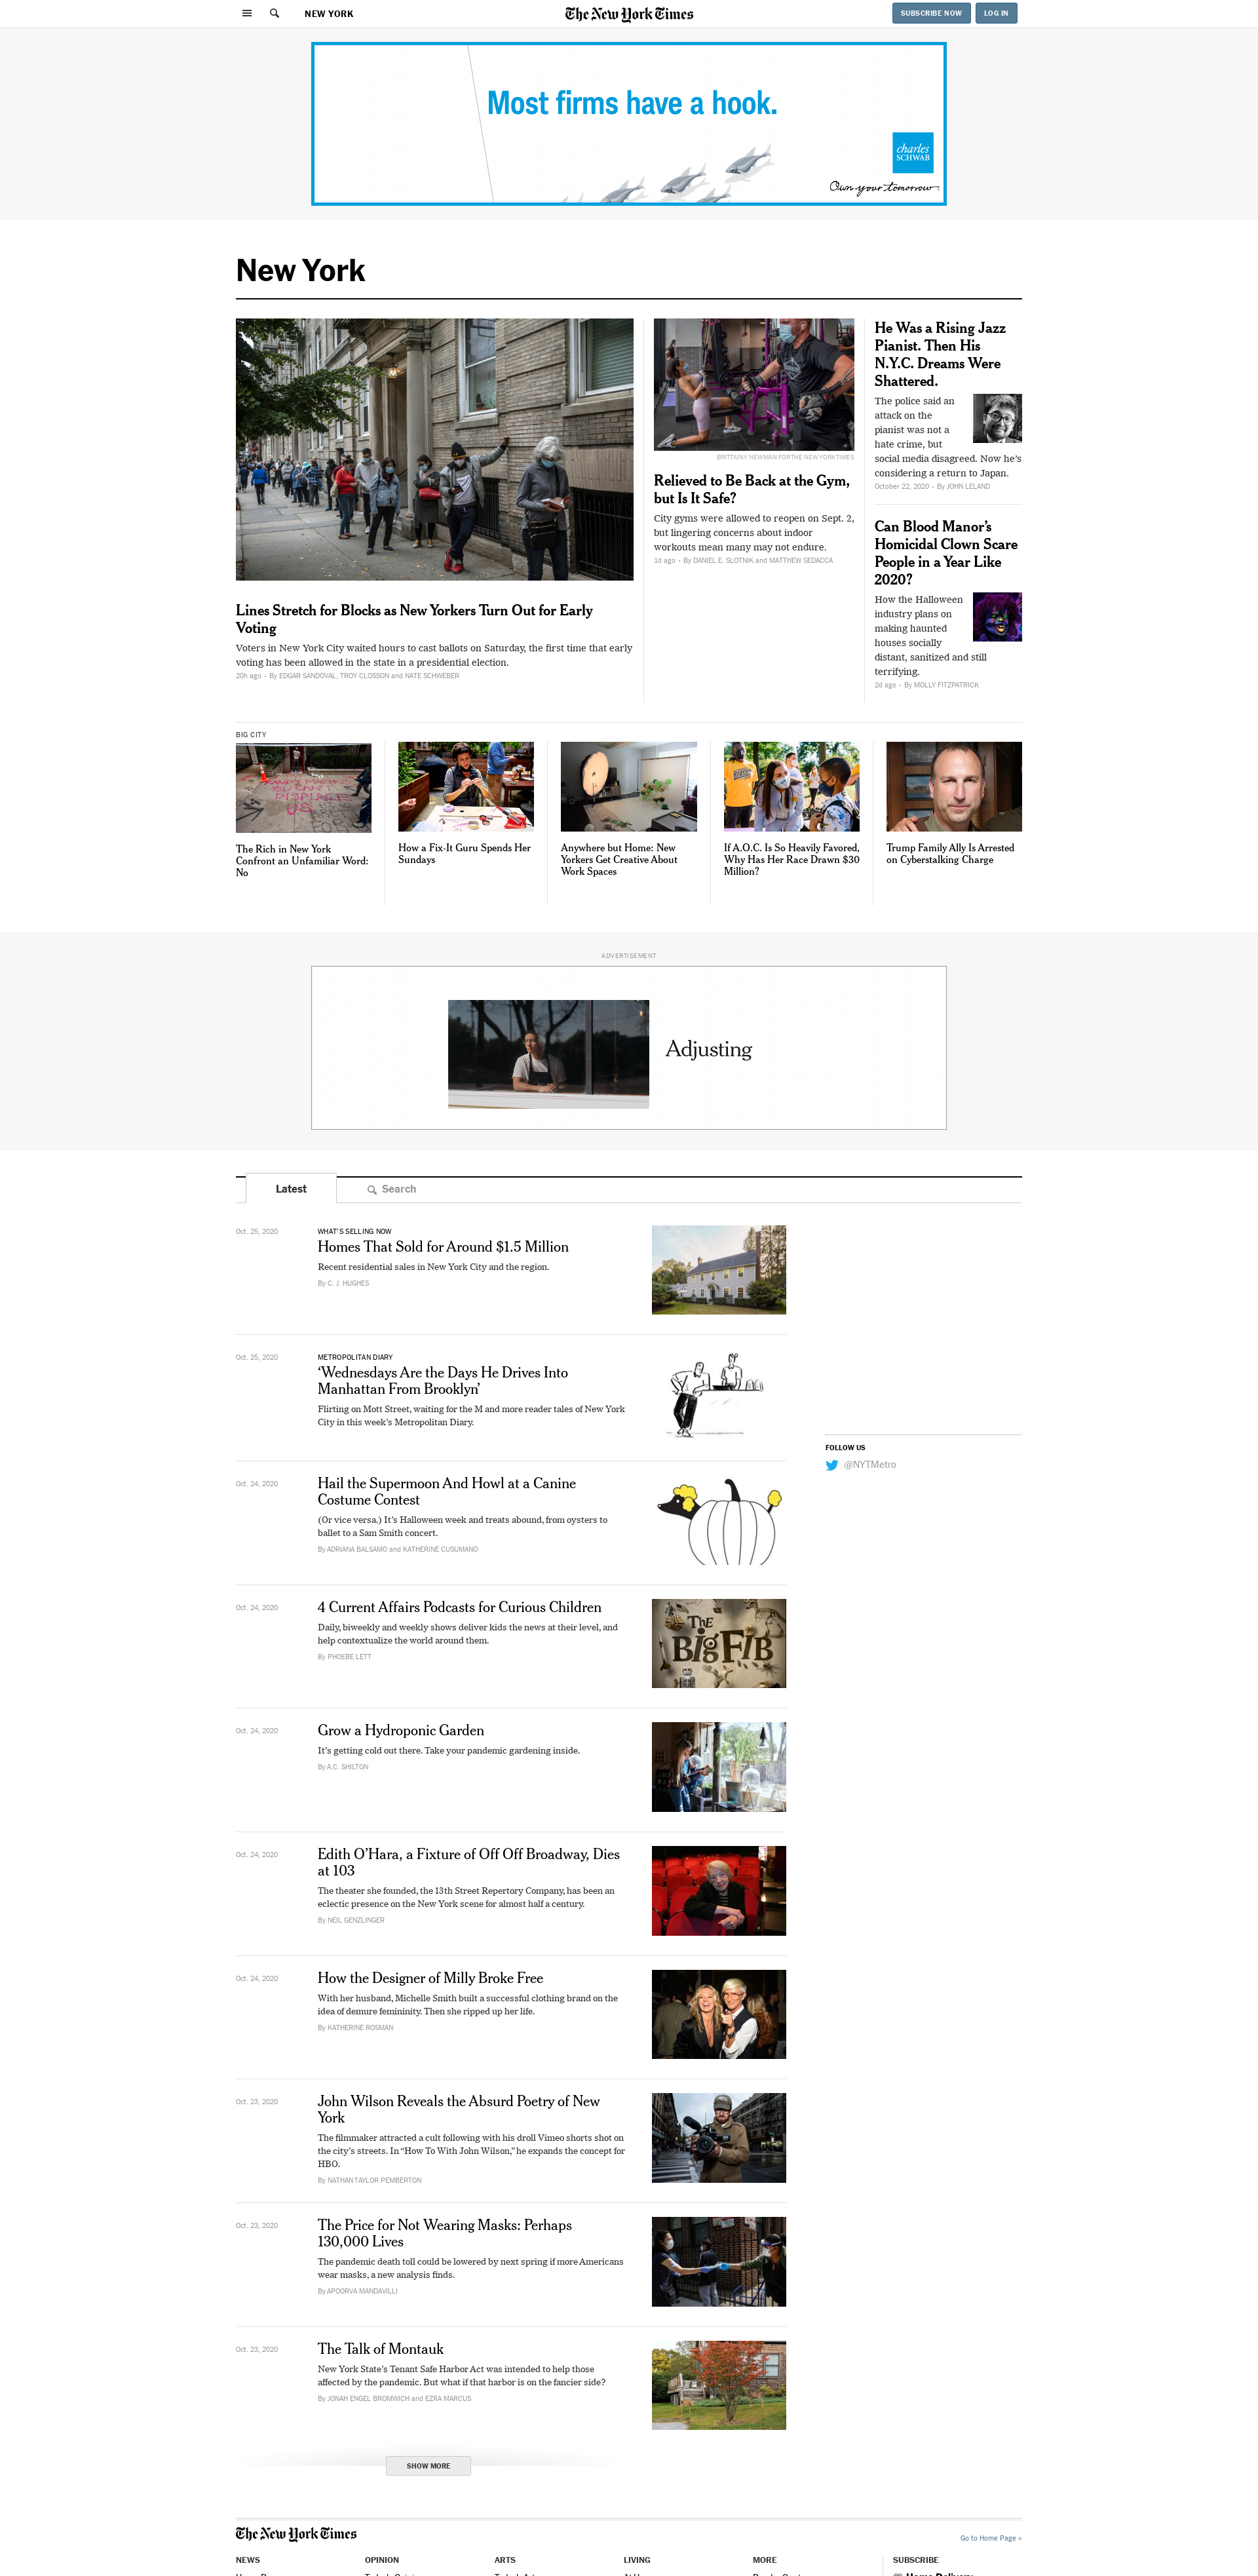 NEW YORK
The New York Times
SUBSCRIBE NOW
LOG IN
Most firms have a hook.
charles
SCHWAB
Own your tomorrow
New York
Lines Stretch for Blocks as New Yorkers Turn Out for Early
Voting
Voters in New York City waited hours to cast ballots on Saturday, the first time that early
voting has been allowed in the state in a presidential election.
20h ago • By EDGAR SANDOVAL, TROY CLOSSON and NATE SCHWEBER
BRITTAINY NEWMAN FOR THE NEW YORK TIMES
Relieved to Be Back at the Gym,
but Is It Safe?
City gyms were allowed to reopen on Sept. 2,
but lingering concerns about indoor
workouts mean many may not endure.
1d ago • By DANIEL E. SLOTNIK and MATTHEW SEDACCA
He Was a Rising Jazz
Pianist. Then His
N.Y.C. Dreams Were
Shattered.
The police said an
attack on the
pianist was not a
hate crime, but
social media disagreed. Now he's
considering a return to Japan.
October 22, 2020 • By JOHN LELAND
Can Blood Manor's
Homicidal Clown Scare
People in a Year Like
2020?
How the Halloween
industry plans on
making haunted
houses socially
distant, sanitized and still
terrifying.
2d ago • By MOLLY FITZPATRICK
BIG CITY
The Rich in New York
Confront an Unfamiliar Word:
No
How a Fix-It Guru Spends Her
Sundays
Anywhere but Home: New
Yorkers Get Creative About
Work Spaces
If A.O.C. Is So Heavily Favored,
Why Has Her Race Drawn $30
Million?
Trump Family Ally Is Arrested
on Cyberstalking Charge
ADVERTISEMENT
Adjusting
Latest
Search
Oct. 25, 2020
WHAT'S SELLING NOW
Homes That Sold for Around $1.5 Million
Recent residential sales in New York City and the region.
By C. J. HUGHES
Oct. 25, 2020
METROPOLITAN DIARY
‘Wednesdays Are the Days He Drives Into
Manhattan From Brooklyn’
Flirting on Mott Street, waiting for the M and more reader tales of New York
City in this week's Metropolitan Diary.
FOLLOW US
@NYTMetro
Oct. 24, 2020
Hail the Supermoon And Howl at a Canine
Costume Contest
(Or vice versa.) It's Halloween week and treats abound, from oysters to
ballet to a Sam Smith concert.
By ADRIANA BALSAMO and KATHERINE CUSUMANO
Oct. 24, 2020
4 Current Affairs Podcasts for Curious Children
Daily, biweekly and weekly shows deliver kids the news at their level, and
help contextualize the world around them.
By PHOEBE LETT
THE
BIG FIB
Oct. 24, 2020
Grow a Hydroponic Garden
It's getting cold out there. Take your pandemic gardening inside.
By A.C. SHILTON
Oct. 24, 2020
Edith O'Hara, a Fixture of Off Off Broadway, Dies
at 103
The theater she founded, the 13th Street Repertory Company, has been an
eclectic presence on the New York scene for almost half a century.
By NEIL GENZLINGER
Oct. 24, 2020
How the Designer of Milly Broke Free
With her husband, Michelle Smith built a successful clothing brand on the
idea of demure femininity. Then she ripped up her life.
By KATHERINE ROSMAN
Oct. 23, 2020
John Wilson Reveals the Absurd Poetry of New
York
The filmmaker attracted a cult following with his droll Vimeo shorts shot on
the city's streets. In “How To With John Wilson,” he expands the concept for
HBO.
By NATHAN TAYLOR PEMBERTON
Oct. 23, 2020
The Price for Not Wearing Masks: Perhaps
130,000 Lives
The pandemic death toll could be lowered by next spring if more Americans
wear masks, a new analysis finds.
By APOORVA MANDAVILLI
Oct. 23, 2020
The Talk of Montauk
New York State's Tenant Safe Harbor Act was intended to help those
affected by the pandemic. But what if that harbor is on the fancier side?
By JONAH ENGEL BROMWICH and EZRA MARCUS
SHOW MORE
The New York Times
Go to Home Page »
NEWS
OPINION
ARTS
LIVING
MORE
SUBSCRIBE